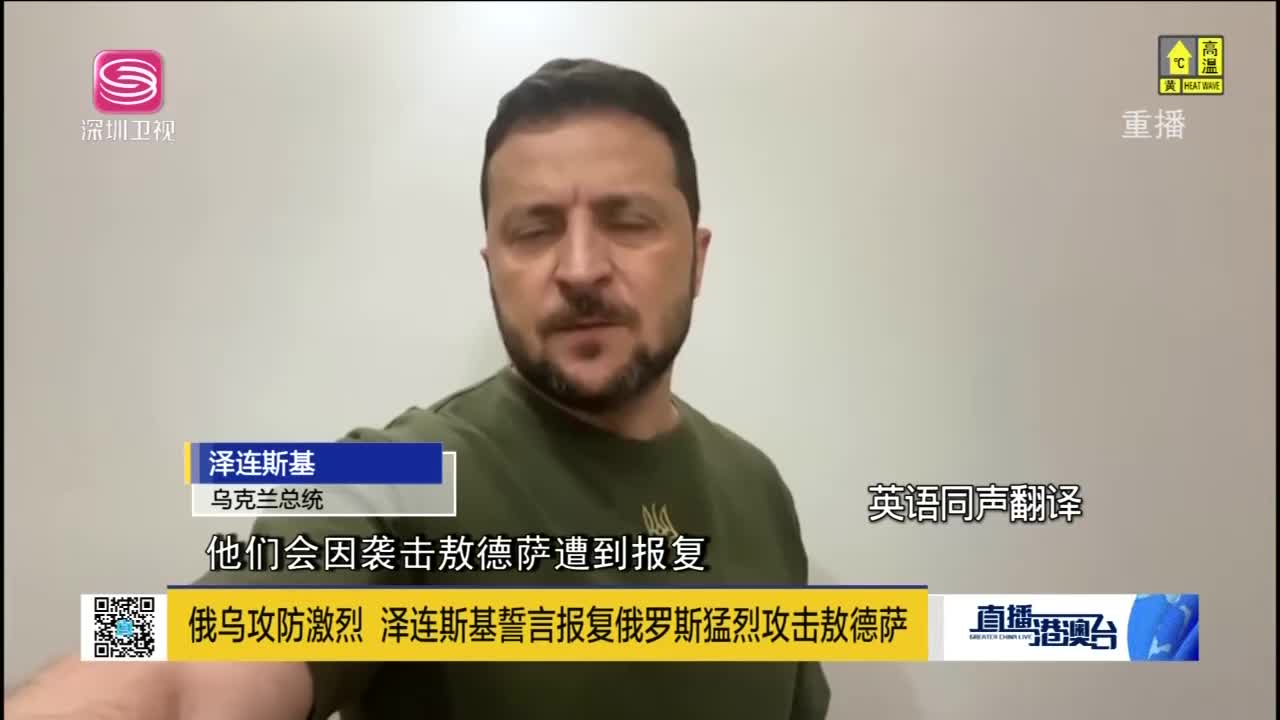 深圳卫视
℃
高温
黄
HEAT WAVE
重播
泽连斯基
乌克兰总统
英语同声翻译
他们会因袭击敖德萨遭到报复
俄乌攻防激烈 泽连斯基誓言报复俄罗斯猛烈攻击敖德萨
直播港澳台
GREATER CHINA LIVE